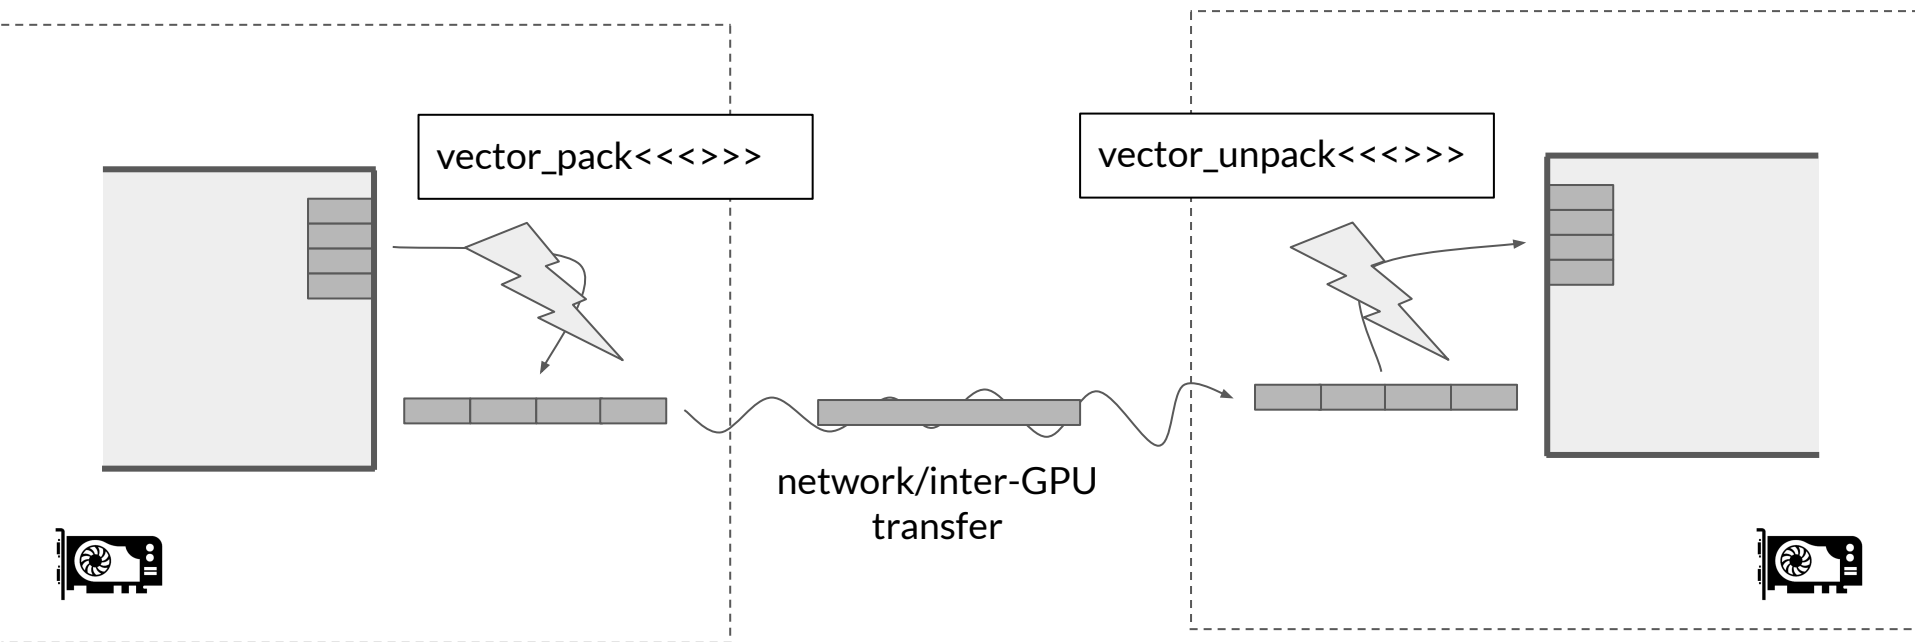 vector_pack<<<>>>
vector_unpack<<<>>>
network/inter-GPU
transfer